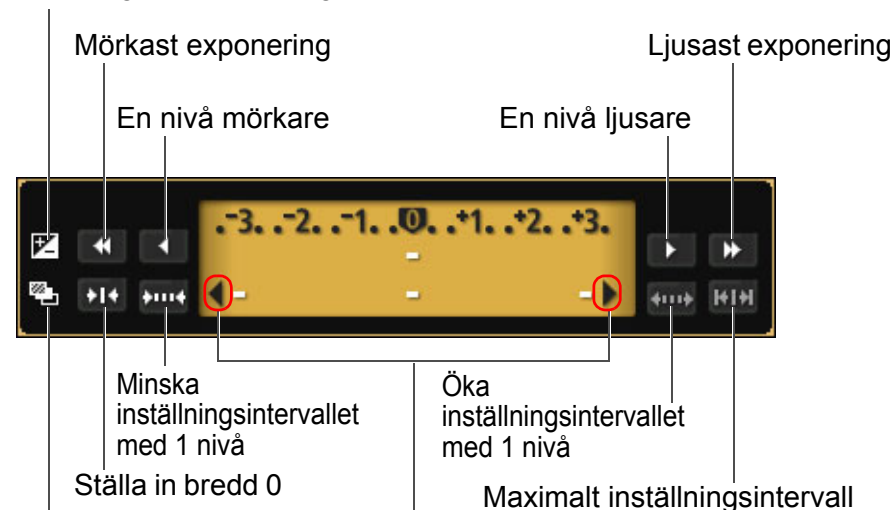 Mörkast exponering
Ljusast exponering
En nivå mörkare
En nivå ljusare
.-3. .-2. .-1. .0. .+1. .+2. .+3.
Minska
inställningsintervallet
med 1 nivå
Öka
inställningsintervallet
med 1 nivå
Ställa in bredd 0
Maximalt inställningsintervall